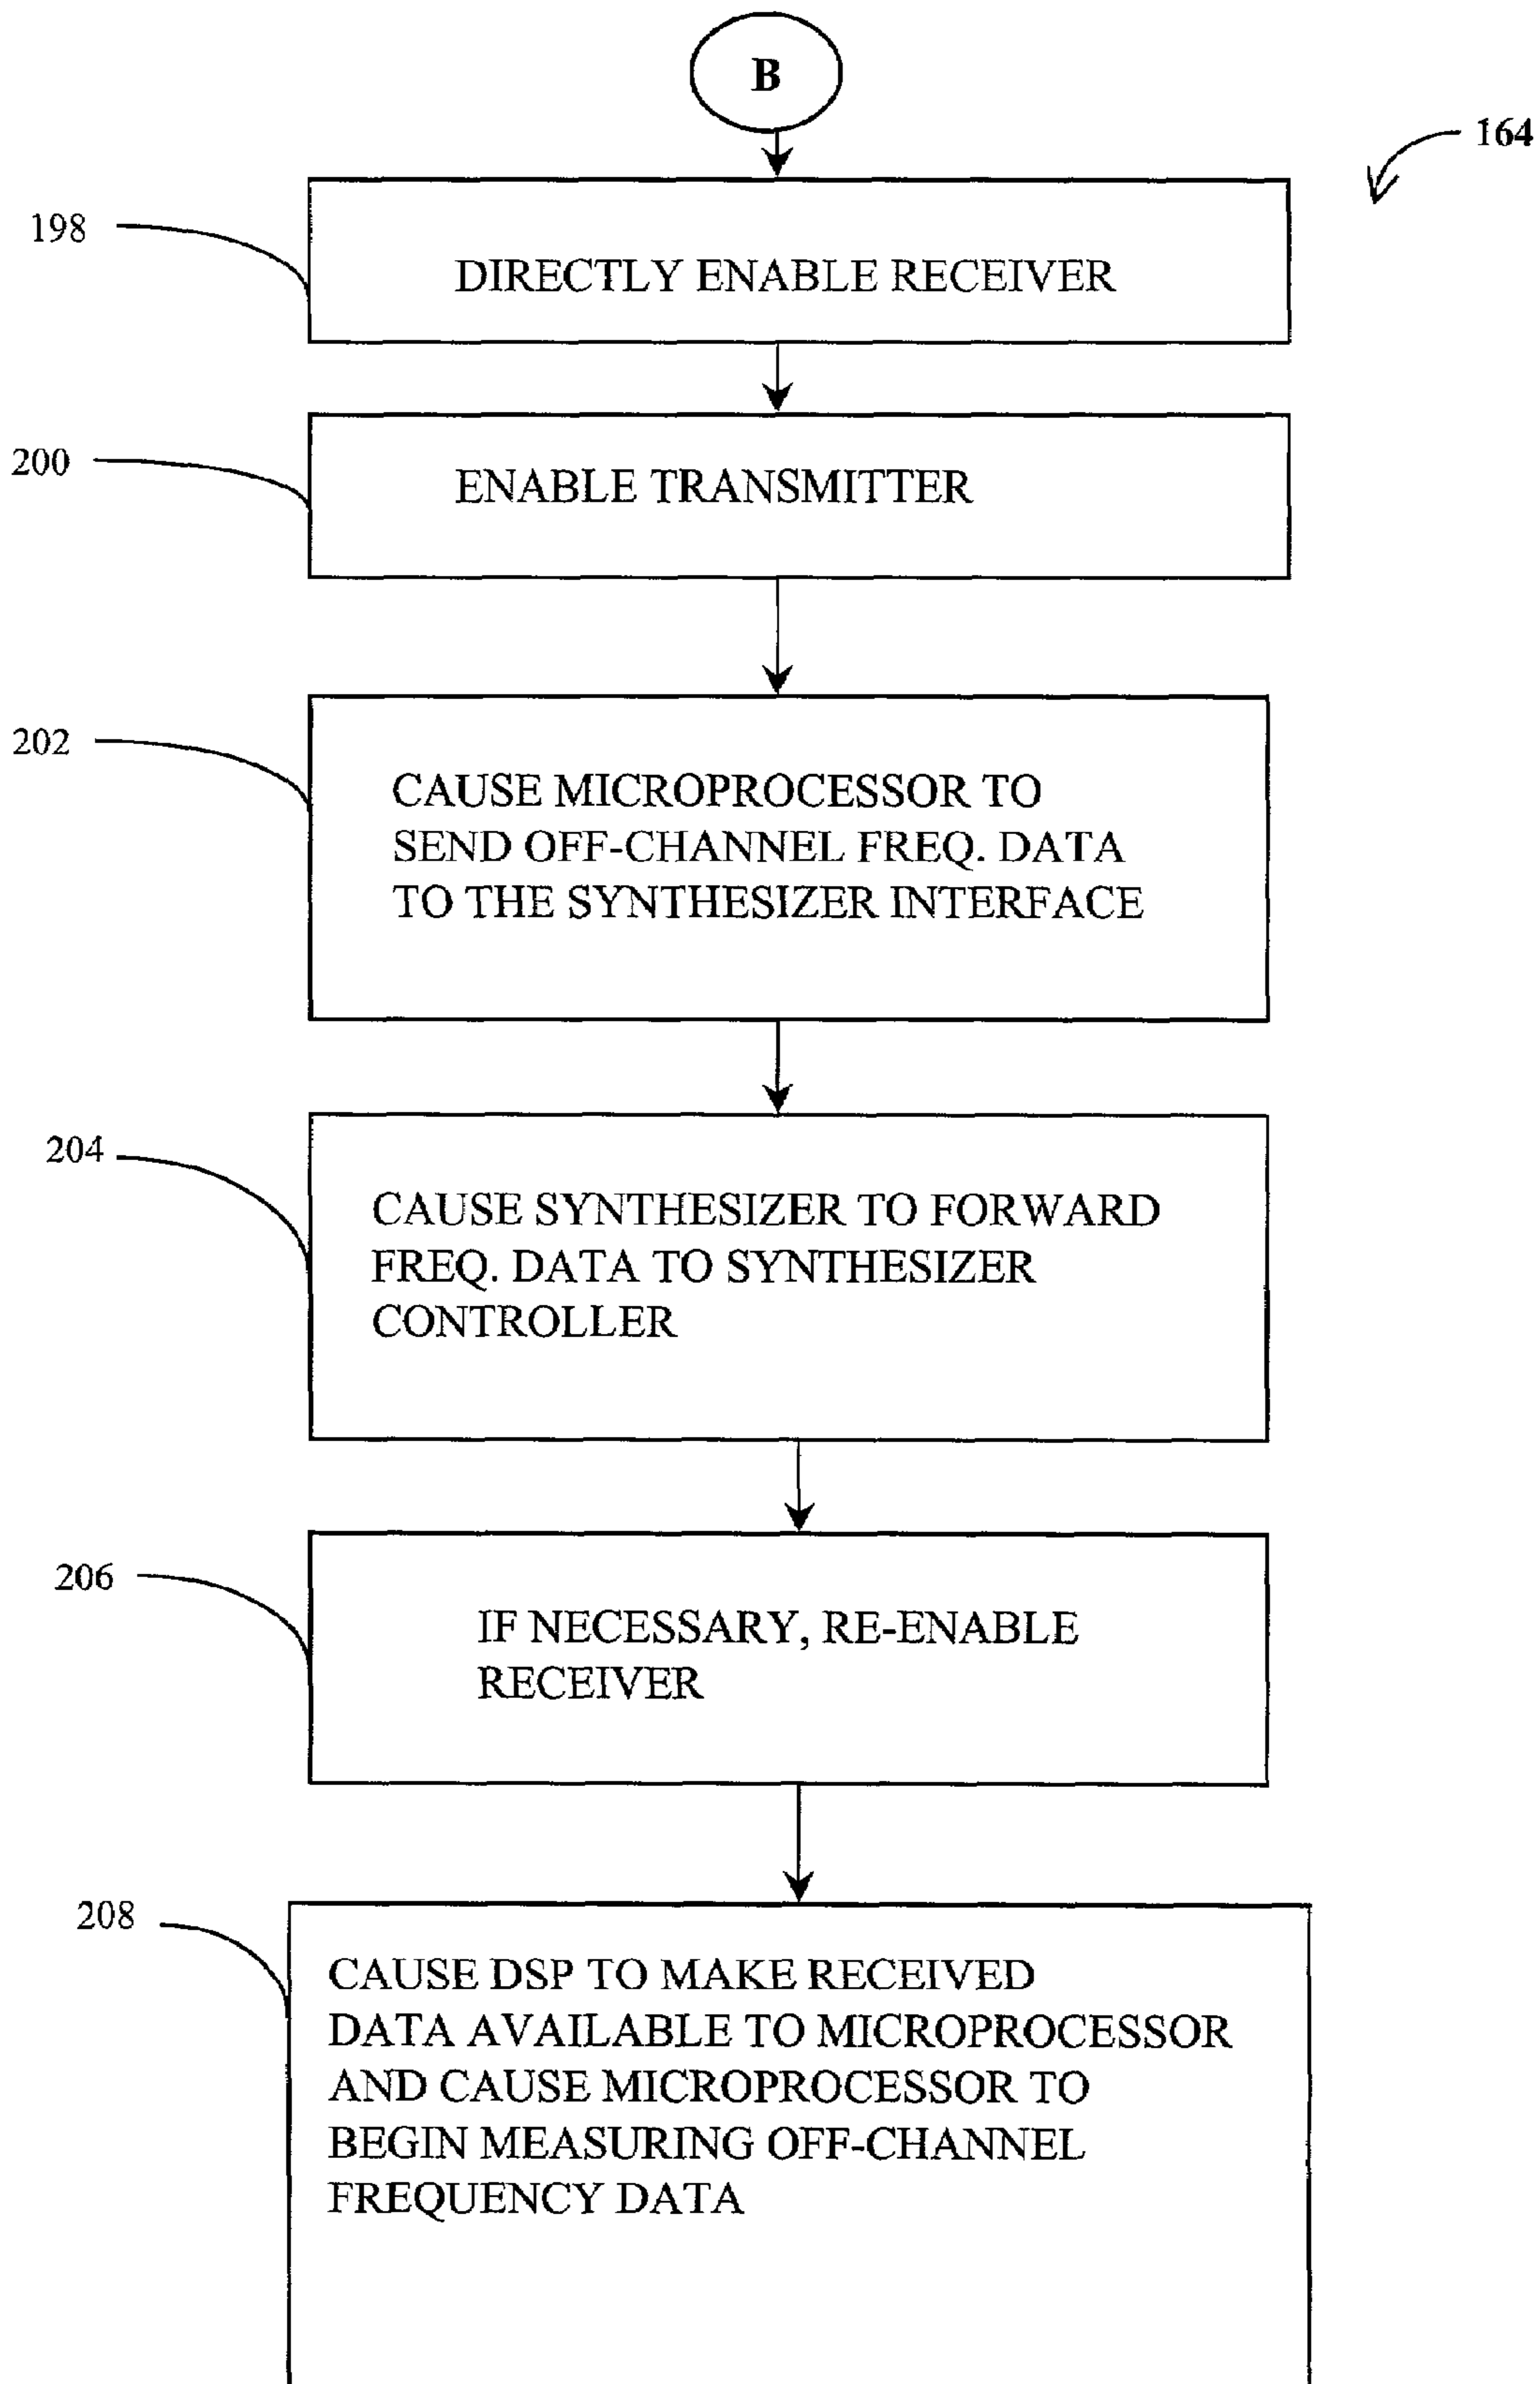 B
164
198
DIRECTLY ENABLE RECEIVER
200
ENABLE TRANSMITTER
202
CAUSE MICROPROCESSOR TO
SEND OFF-CHANNEL FREQ. DATA
TO THE SYNTHESIZER INTERFACE
204
CAUSE SYNTHESIZER TO FORWARD
FREQ. DATA TO SYNTHESIZER
CONTROLLER
206
IF NECESSARY, RE-ENABLE
RECEIVER
208
CAUSE DSP TO MAKE RECEIVED
DATA AVAILABLE TO MICROPROCESSOR
AND CAUSE MICROPROCESSOR TO
BEGIN MEASURING OFF-CHANNEL
FREQUENCY DATA